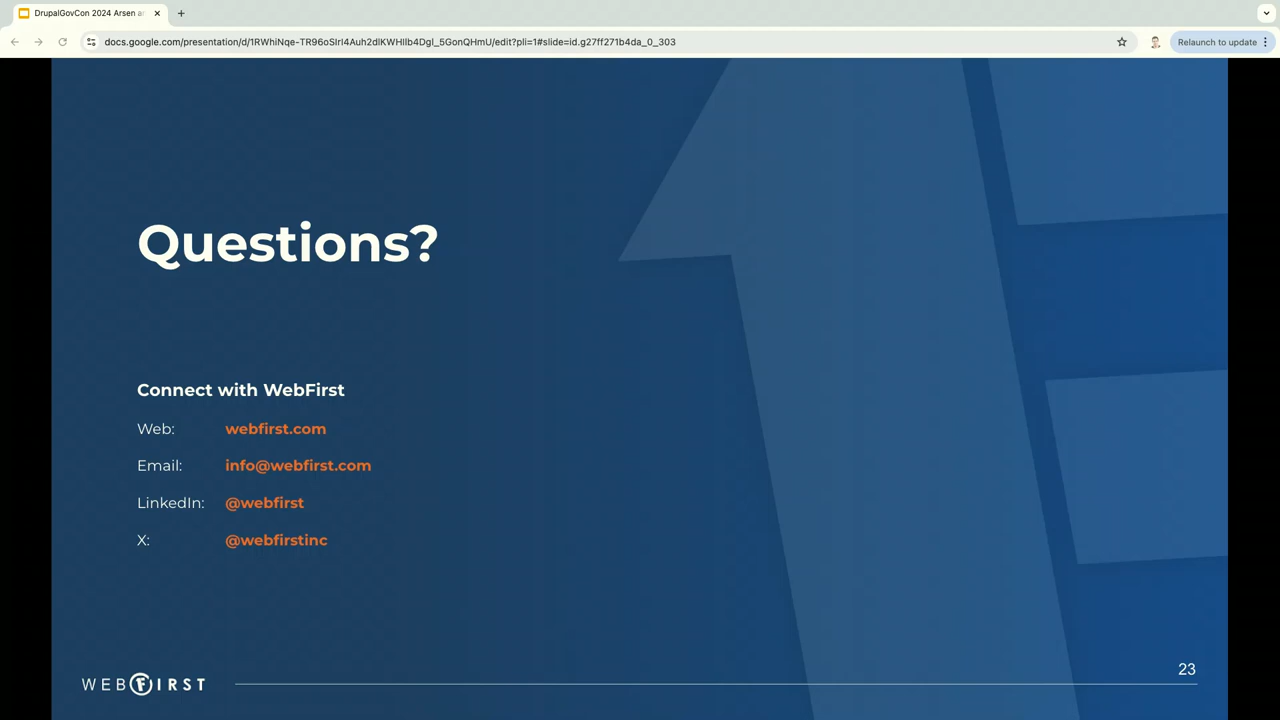 DrupalGovCon 2024 Arsen a
docs.google.com/presentation/d/1RWhiNqe-TR96oSIrI4Auh2dlKWHIlb4Dgl_5GonQHmU/edit?pli=1#slide=id.g27ff271b4da_0_303
Relaunch to update
Questions?
Connect with WebFirst
Web: webfirst.com
Email: info@webfirst.com
LinkedIn: @webfirst
X: @webfirstinc
23
WEBFIRST